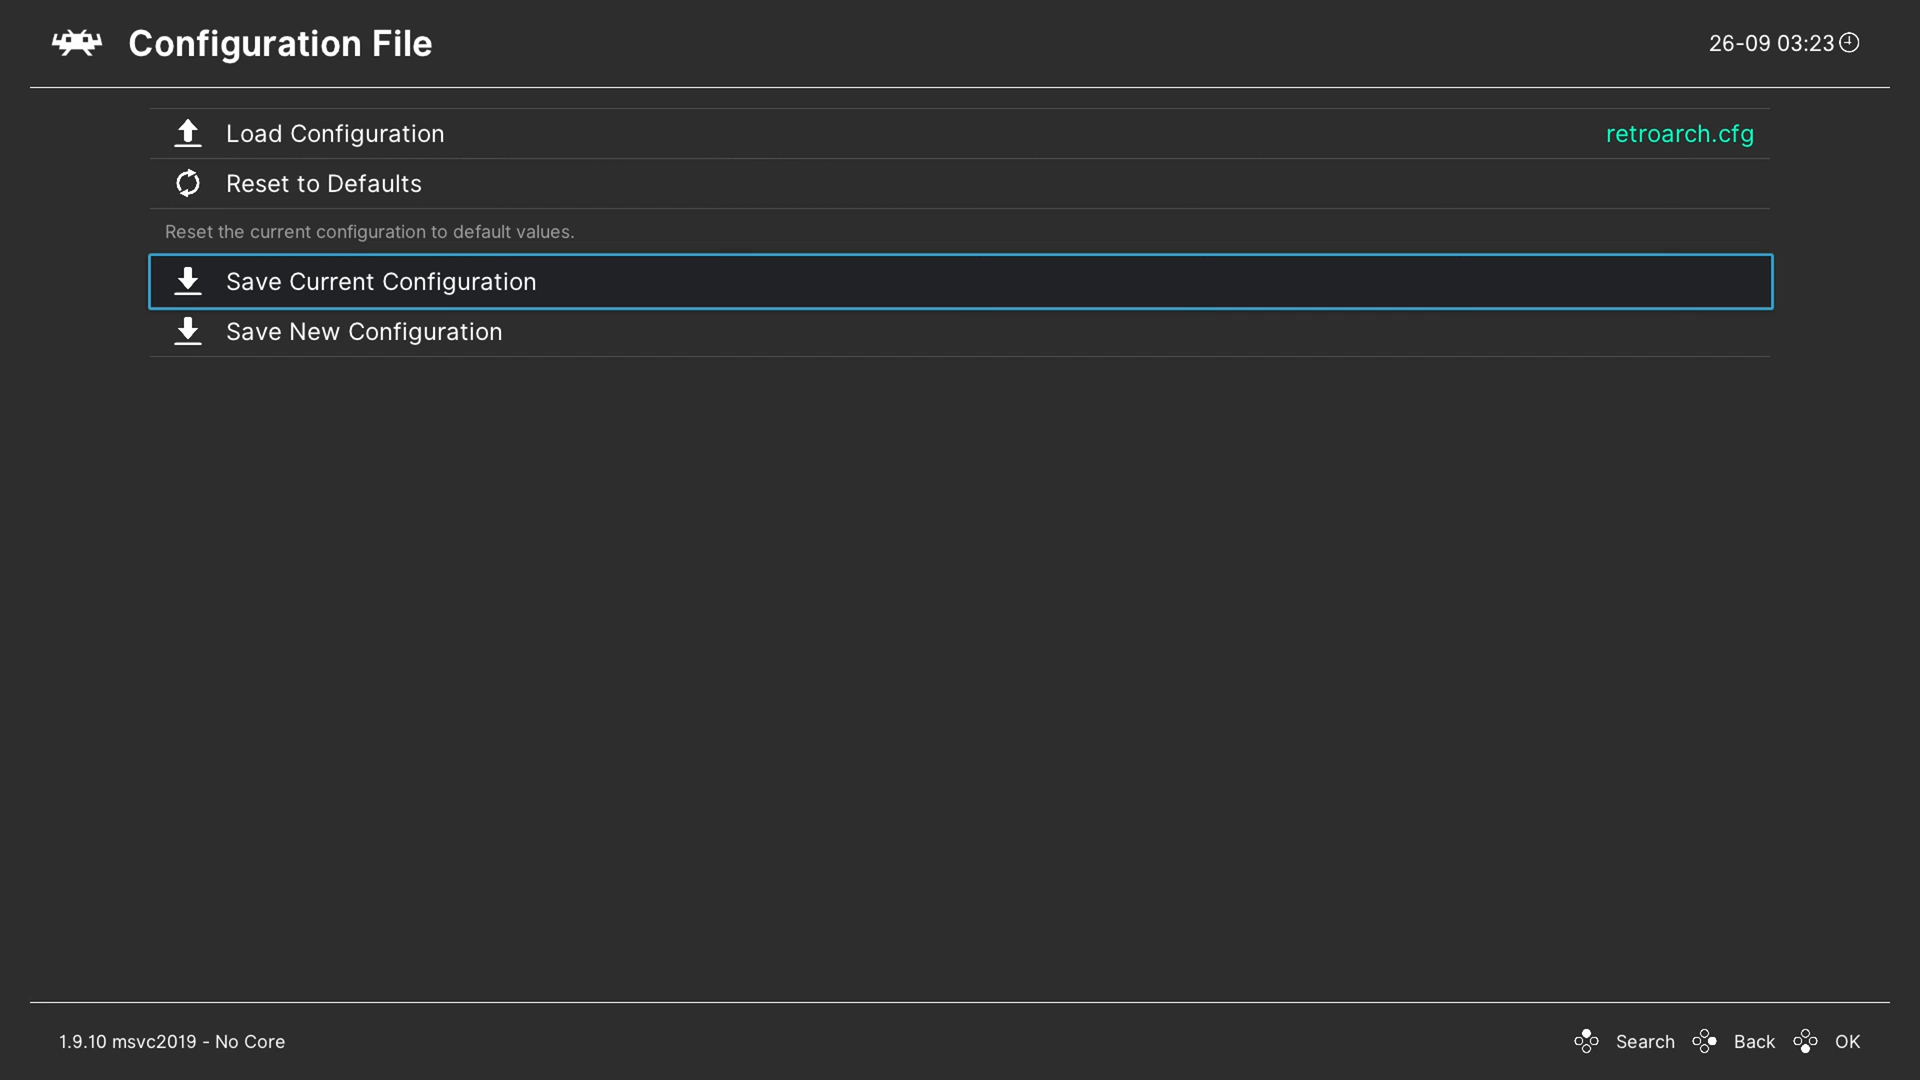 Configuration File
26-09 03:23
Load Configuration
retroarch.cfg
Reset to Defaults
Reset the current configuration to default values.
Save Current Configuration
Save New Configuration
1.9.10 msvc2019 - No Core
Search
Back
OK